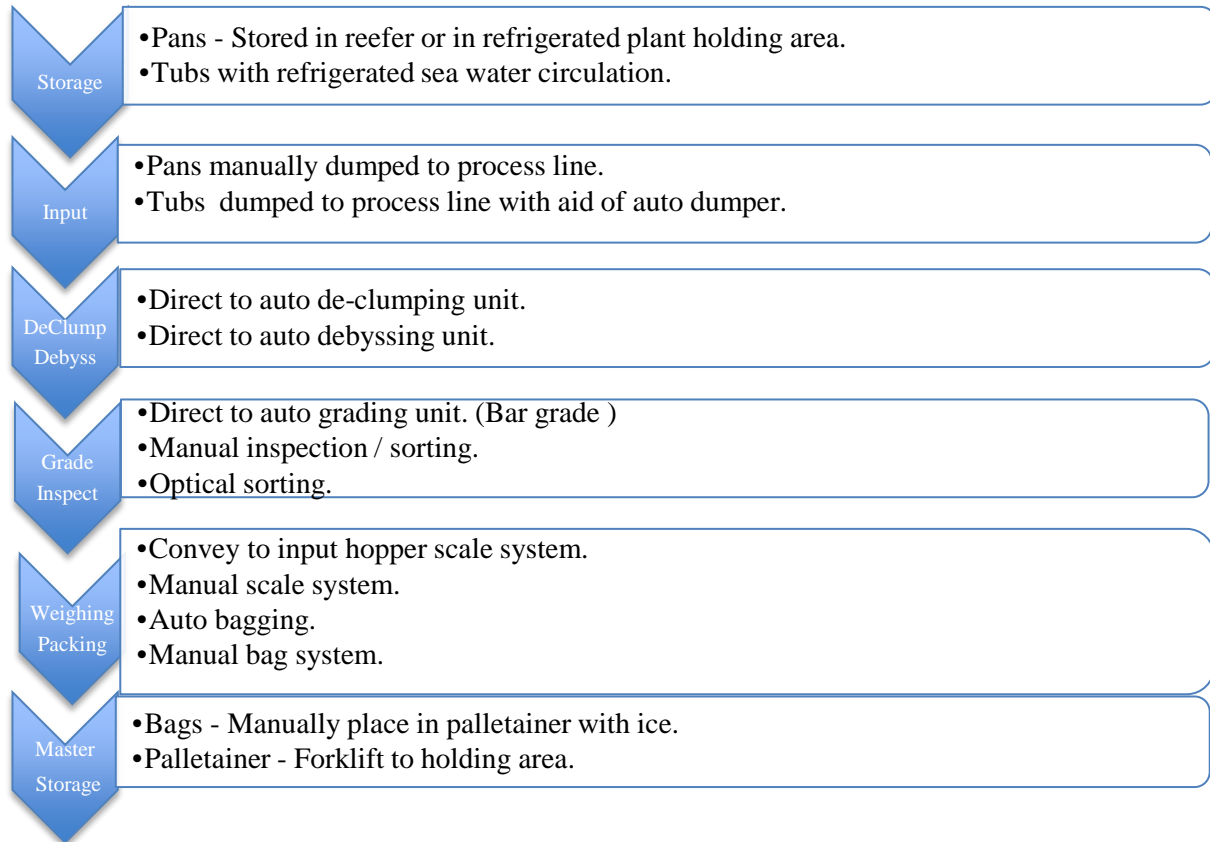 Storage
•Pans - Stored in reefer or in refrigerated plant holding area.
•Tubs with refrigerated sea water circulation.
Input
•Pans manually dumped to process line.
•Tubs dumped to process line with aid of auto dumper.
DeClump
Debyss
•Direct to auto de-clumping unit.
•Direct to auto debyssing unit.
Grade
Inspect
•Direct to auto grading unit. (Bar grade )
•Manual inspection / sorting.
•Optical sorting.
Weighing
Packing
•Convey to input hopper scale system.
•Manual scale system.
•Auto bagging.
•Manual bag system.
Master
Storage
•Bags - Manually place in palletainer with ice.
•Palletainer - Forklift to holding area.